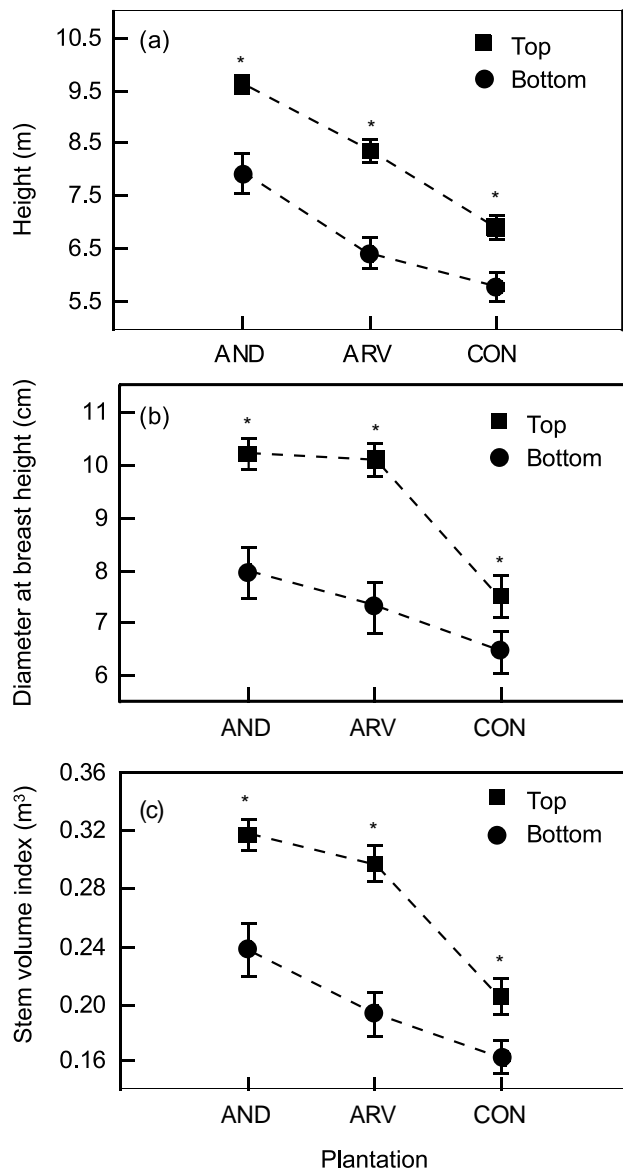 (a)
Top
Bottom
Height (m)
10.5
9.5
8.5
7.5
6.5
5.5
*
*
*
AND ARV CON
(b)
Top
Bottom
Diameter at breast height (cm)
11
10
9
8
7
6
*
*
*
AND ARV CON
(c)
Top
Bottom
Stem volume index (m³)
0.36
0.32
0.28
0.24
0.20
0.16
*
*
*
AND ARV CON
Plantation